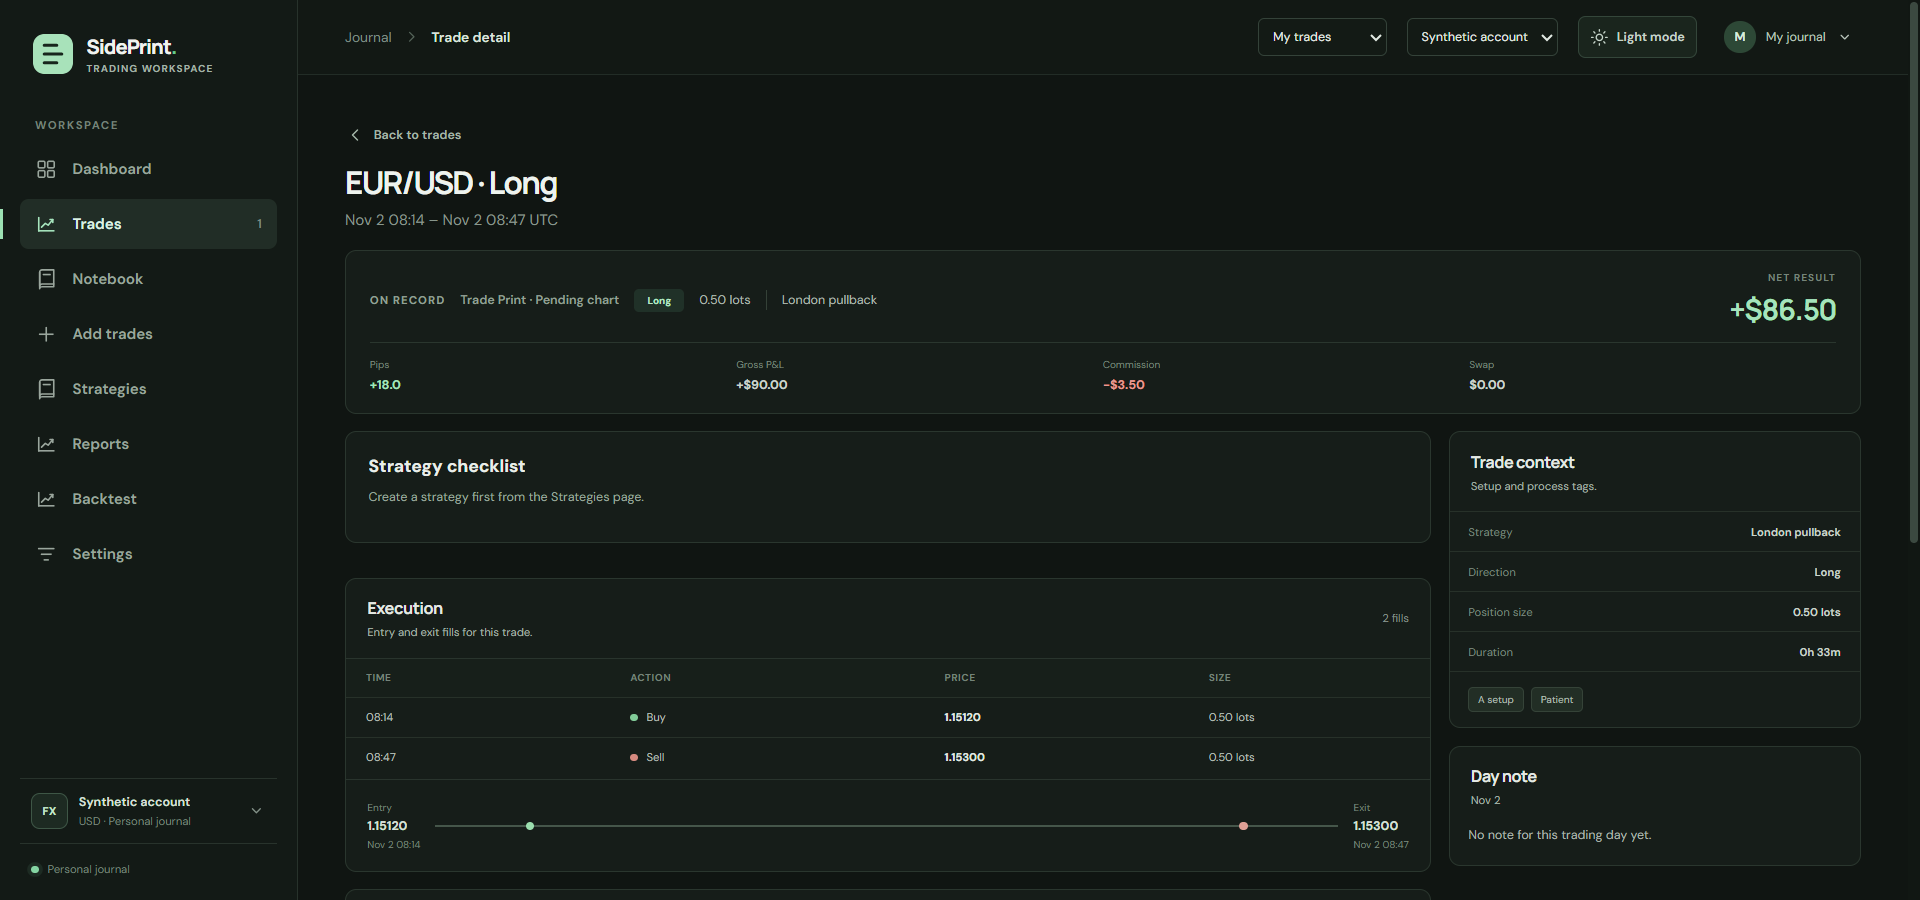 SidePrint.
TRADING WORKSPACE
WORKSPACE
Dashboard
Trades 1
Notebook
Add trades
Strategies
Reports
Backtest
Settings
FX
Synthetic account
USD · Personal journal
Personal journal
Journal > Trade detail
My trades
Synthetic account
Light mode
M My journal
Back to trades
EUR/USD · Long
Nov 2 08:14 – Nov 2 08:47 UTC
ON RECORD Trade Print · Pending chart Long 0.50 lots London pullback
NET RESULT
+$86.50
Pips Gross P&L Commission Swap
+18.0 +$90.00 -$3.50 $0.00
Strategy checklist
Create a strategy first from the Strategies page.
Execution
Entry and exit fills for this trade.
2 fills
TIME ACTION PRICE SIZE
08:14 Buy 1.15120 0.50 lots
08:47 Sell 1.15300 0.50 lots
Entry
1.15120
Nov 2 08:14
Exit
1.15300
Nov 2 08:47
Trade context
Setup and process tags.
Strategy London pullback
Direction Long
Position size 0.50 lots
Duration 0h 33m
A setup Patient
Day note
Nov 2
No note for this trading day yet.